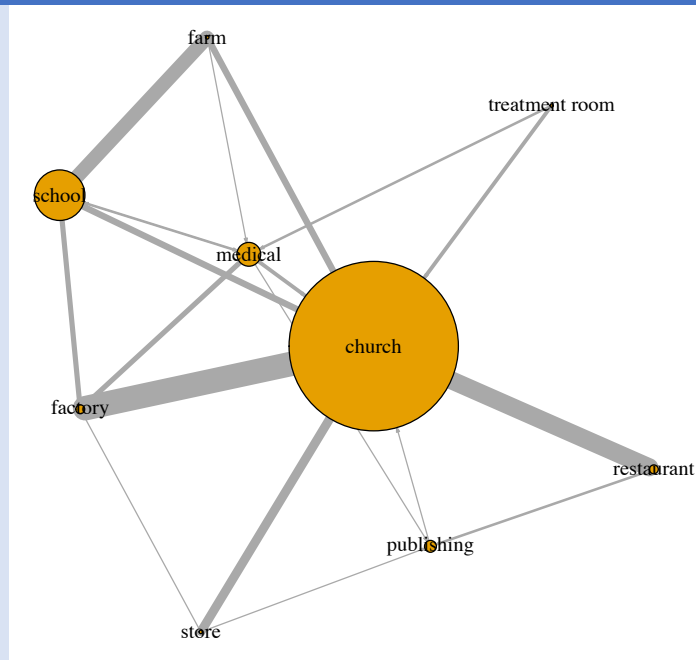 farm
treatment room
school
medical
church
factory
restaurant
publishing
store